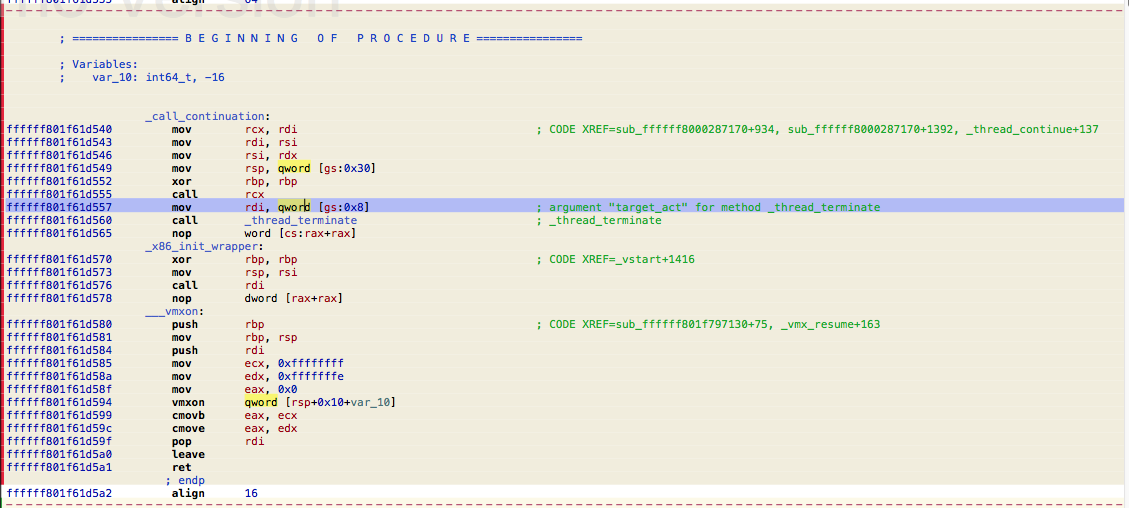 ffffff801f61d533 align 64
; ================ B E G I N N I N G   O F   P R O C E D U R E ================
; Variables:
;    var_10: int64_t, -16
_call_continuation:
ffffff801f61d540 mov rcx, rdi ; CODE XREF=sub_ffffff8000287170+934, sub_ffffff8000287170+1392, _thread_continue+137
ffffff801f61d543 mov rdi, rsi
ffffff801f61d546 mov rsi, rdx
ffffff801f61d549 mov rsp, qword [gs:0x30]
ffffff801f61d552 xor rbp, rbp
ffffff801f61d555 call rcx
ffffff801f61d557 mov rdi, qword [gs:0x8] ; argument "target_act" for method _thread_terminate
ffffff801f61d560 call _thread_terminate ; _thread_terminate
ffffff801f61d565 nop word [cs:rax+rax]
_x86_init_wrapper:
ffffff801f61d570 xor rbp, rbp ; CODE XREF=_vstart+1416
ffffff801f61d573 mov rsp, rsi
ffffff801f61d576 call rdi
ffffff801f61d578 nop dword [rax+rax]
___vmxon:
ffffff801f61d580 push rbp ; CODE XREF=sub_ffffff801f797130+75, _vmx_resume+163
ffffff801f61d581 mov rbp, rsp
ffffff801f61d584 push rdi
ffffff801f61d585 mov ecx, 0xffffffff
ffffff801f61d58a mov edx, 0xfffffffe
ffffff801f61d58f mov eax, 0x0
ffffff801f61d594 vmxon qword [rsp+0x10+var_10]
ffffff801f61d599 cmovb eax, ecx
ffffff801f61d59c cmove eax, edx
ffffff801f61d59f pop rdi
ffffff801f61d5a0 leave
ffffff801f61d5a1 ret
; endp
ffffff801f61d5a2 align 16